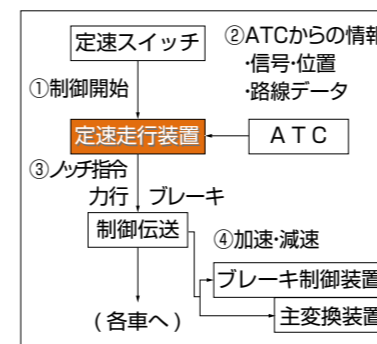 定速スイッチ
②ATCからの情報
・信号・位置
・路線データ
①制御開始
定速走行装置
ATC
③ノッチ指令
力行 ブレーキ
制御伝送
④加速・減速
ブレーキ制御装置
主変換装置
(各車へ)